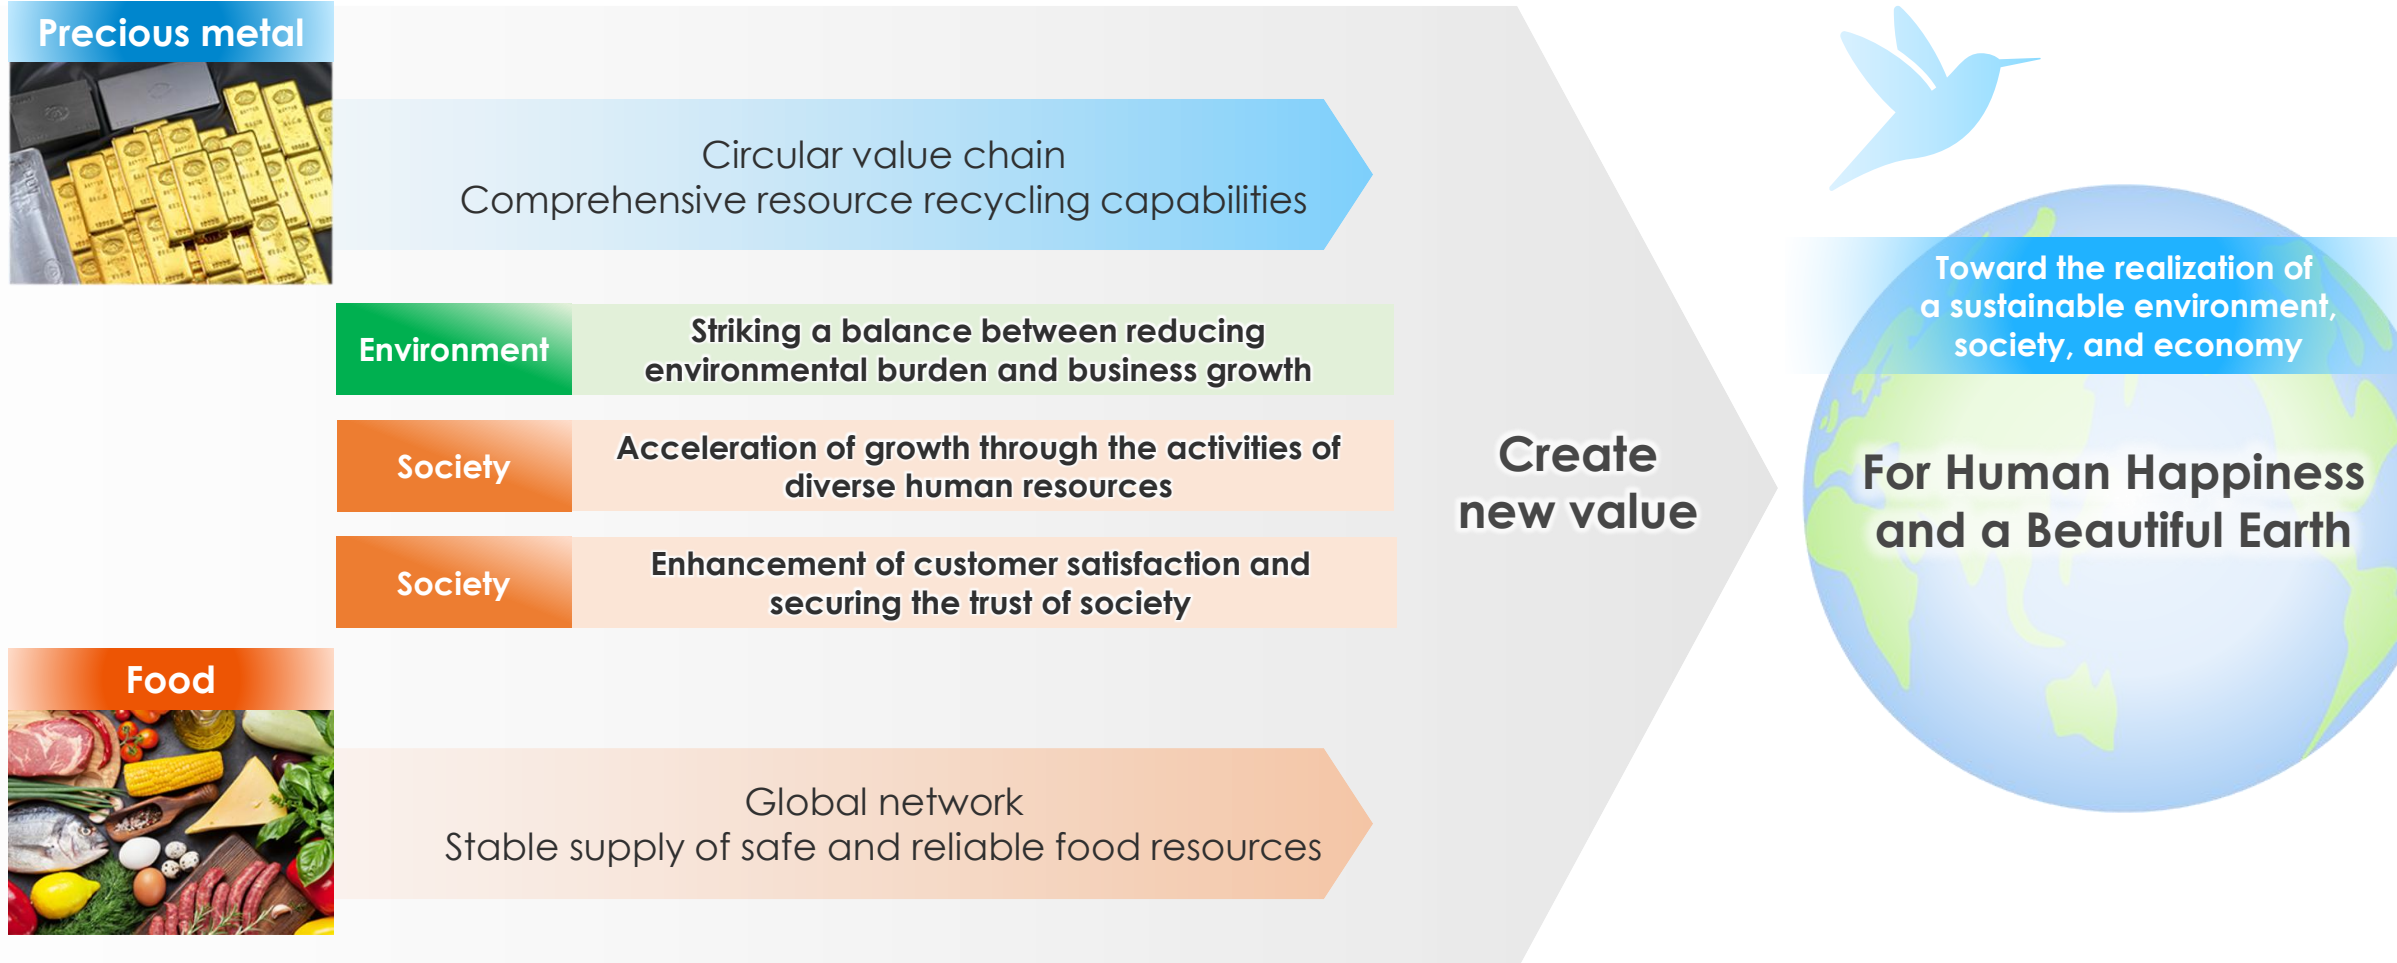 Precious metal
Circular value chain
Comprehensive resource recycling capabilities
Environment
Striking a balance between reducing
environmental burden and business growth
Society
Acceleration of growth through the activities of
diverse human resources
Society
Enhancement of customer satisfaction and
securing the trust of society
Food
Global network
Stable supply of safe and reliable food resources
Create
new value
Toward the realization of
a sustainable environment,
society, and economy
For Human Happiness
and a Beautiful Earth